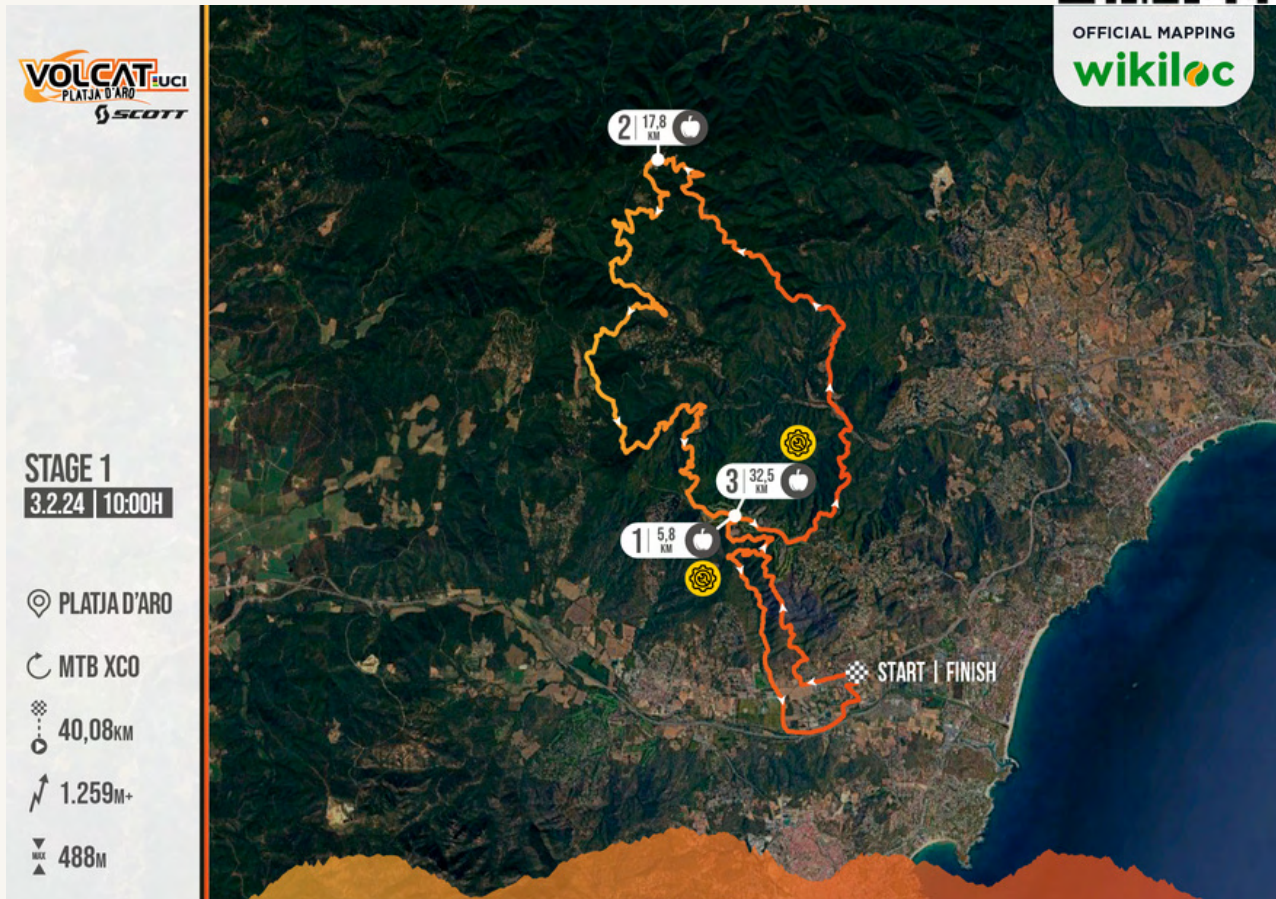 VOLCAT UCI
PLATJA D'ARO
SCOTT
STAGE 1
3.2.24 | 10:00H
PLATJA D'ARO
MTB XCO
40,08KM
1.259M+
MAX
488M
OFFICIAL MAPPING
wikiloc
2 | 17,8 KM
3 | 32,5 KM
1 | 5,8 KM
START | FINISH